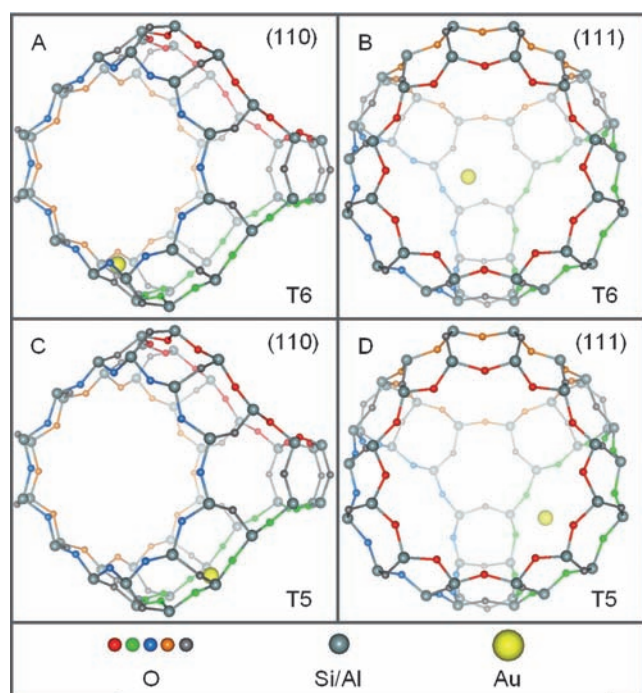 A (110)
B (111)
T6
T6
C (110)
D (111)
T5
T5
O Si/Al Au